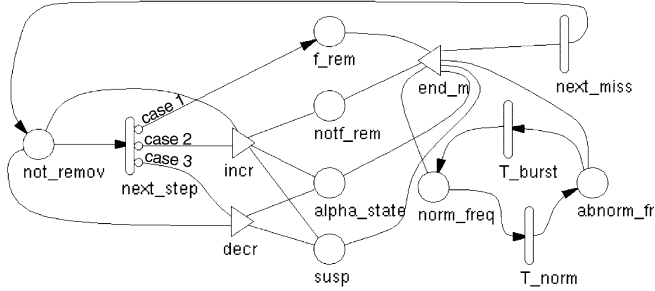 f_rem
next_miss
end_m
case 1
notf_rem
case 2
case 3
not_remov
next_step
incr
T_burst
alpha_state
norm_freq
abnorm_fr
decr
susp
T_norm